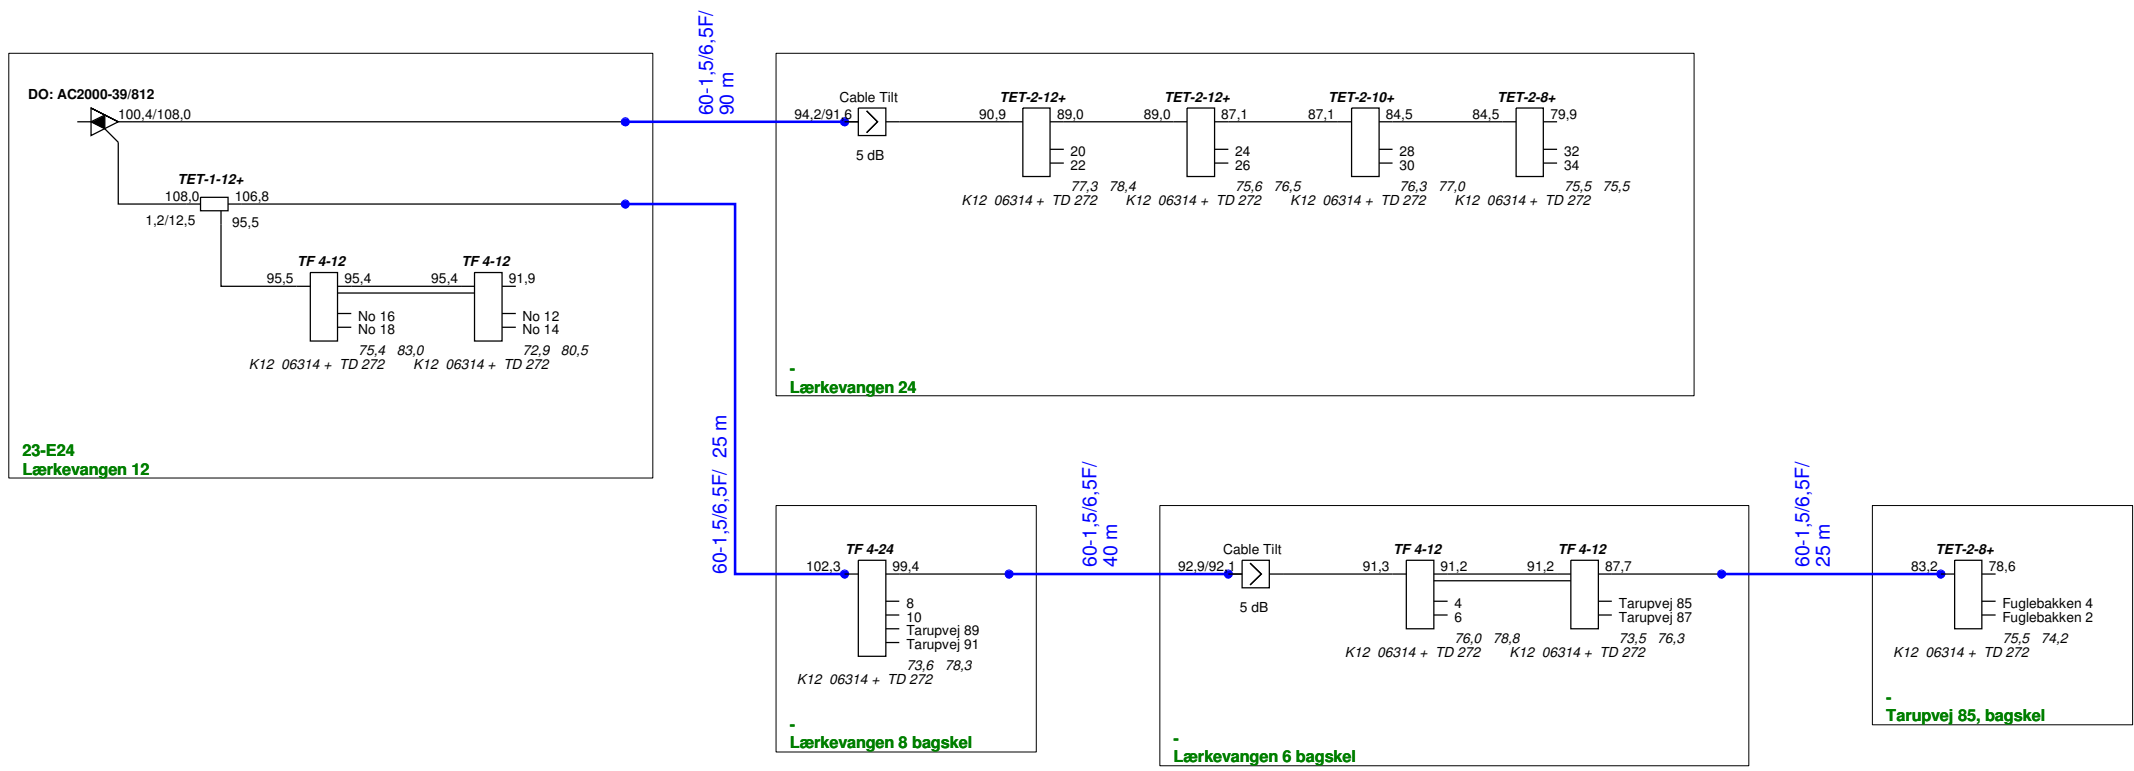 60-1,5/6,5F/
90 m
DO: AC2000-39/812
100,4/108,0
TET-1-12+
108,0
106,8
1,2/12,5
95,5
TF 4-12
95,5
95,4
No 16
No 18
75,4 83,0
K12 06314 + TD 272
TF 4-12
95,4
91,9
No 12
No 14
72,9 80,5
K12 06314 + TD 272
23-E24
Lærkevangen 12
94,2/91,6
Cable Tilt
5 dB
TET-2-12+
90,9
89,0
20
22
77,3 78,4
K12 06314 + TD 272
TET-2-12+
89,0
87,1
24
26
75,6 76,5
K12 06314 + TD 272
TET-2-10+
87,1
84,5
28
30
76,3 77,0
K12 06314 + TD 272
TET-2-8+
84,5
79,9
32
34
75,5 75,5
K12 06314 + TD 272
-
Lærkevangen 24
60-1,5/6,5F/ 25 m
TF 4-24
102,3
99,4
8
10
Tarupvej 89
Tarupvej 91
73,6 78,3
K12 06314 + TD 272
-
Lærkevangen 8 bagskel
60-1,5/6,5F/
40 m
92,9/92,1
Cable Tilt
5 dB
TF 4-12
91,3
91,2
4
6
76,0 78,8
K12 06314 + TD 272
TF 4-12
91,2
87,7
Tarupvej 85
Tarupvej 87
73,5 76,3
K12 06314 + TD 272
-
Lærkevangen 6 bagskel
60-1,5/6,5F/
25 m
TET-2-8+
83,2
78,6
Fuglebakken 4
Fuglebakken 2
75,5 74,2
K12 06314 + TD 272
-
Tarupvej 85, bagskel